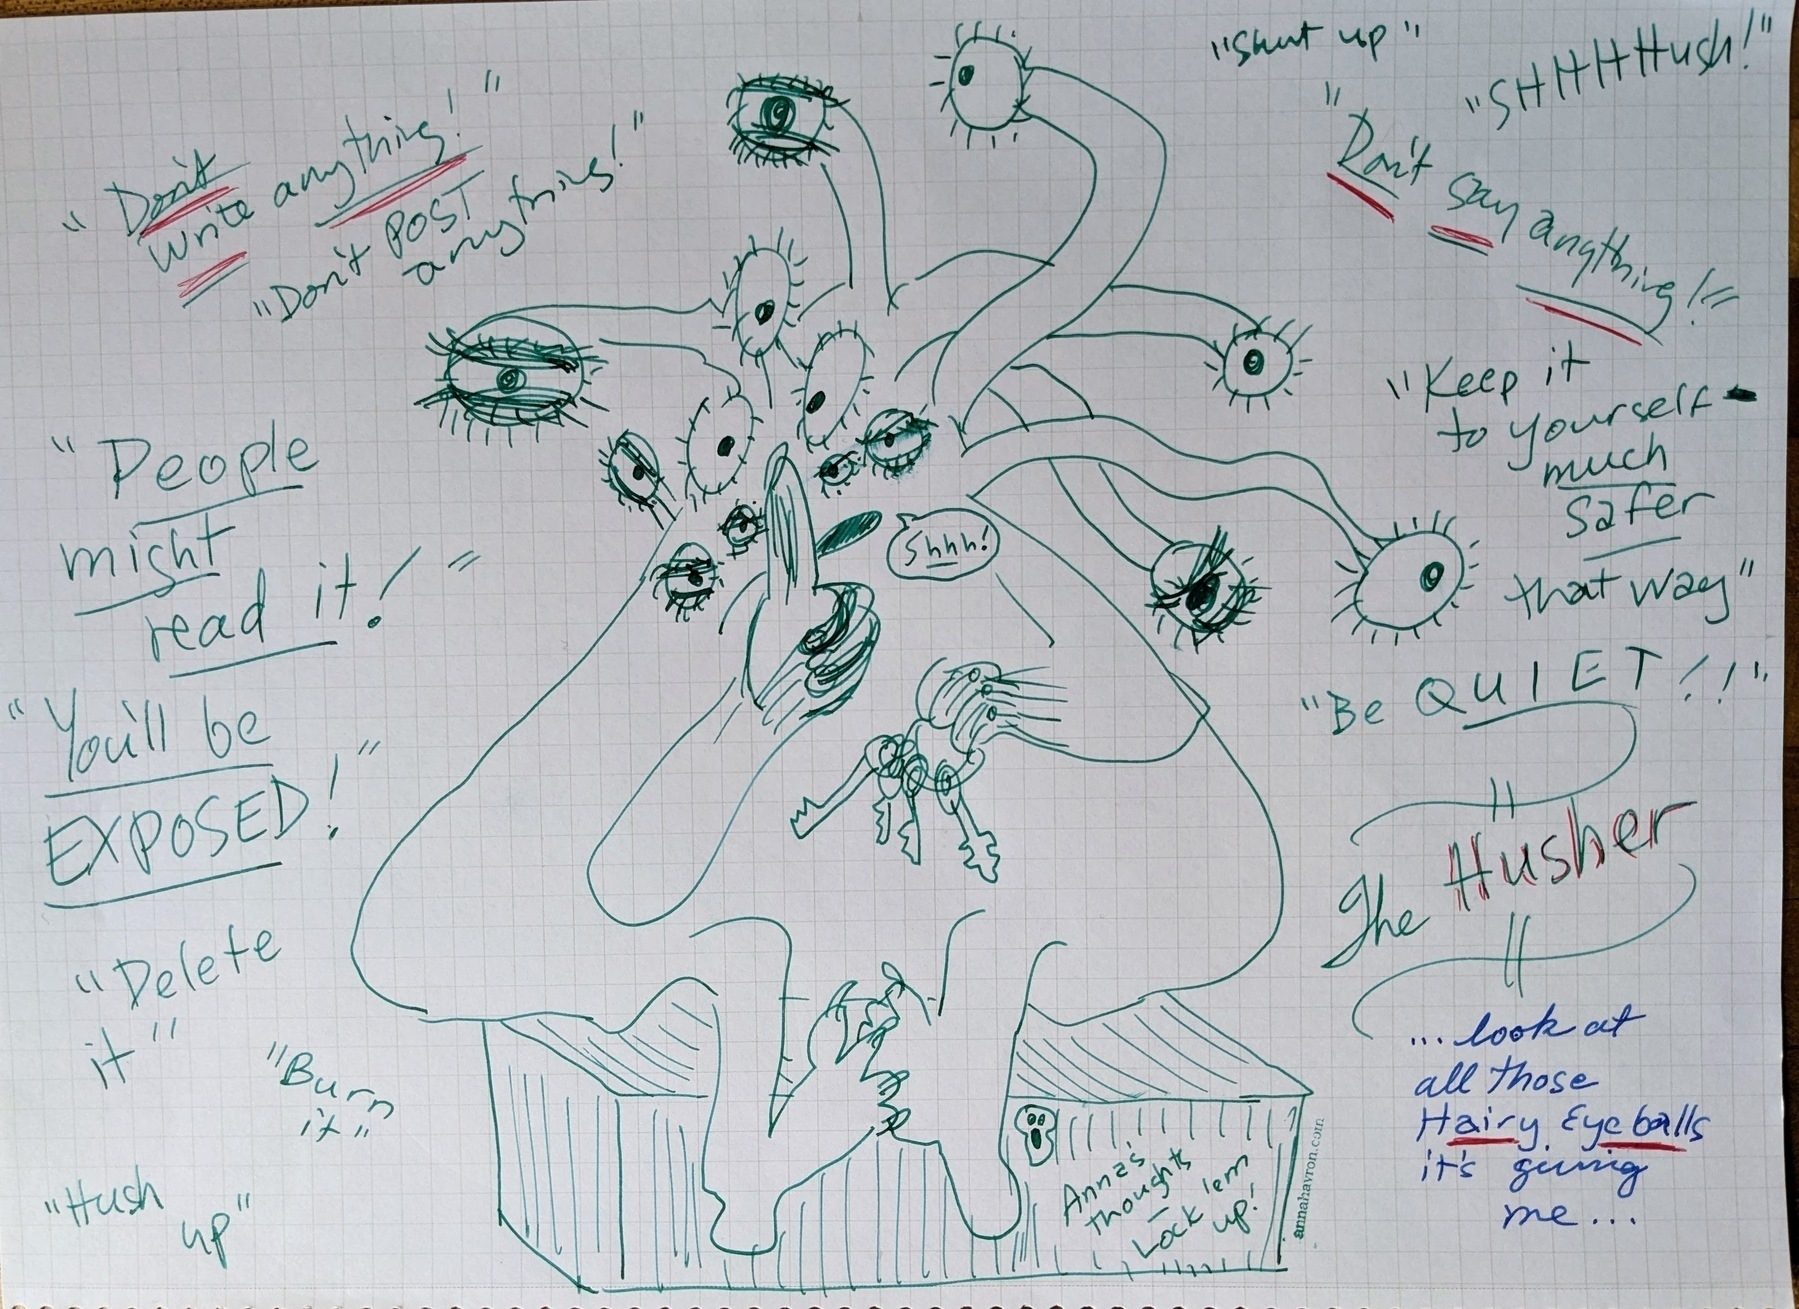 "Don't
write anything!"
"Don't POST
anything!"
"People
might
read it!"
"You'll be
EXPOSED!"
"Delete
it"
"Burn
it"
"Hush
up"
Shhh!
Anna's
thoughts
Lock 'em
up!
annahavron.com
"Shut up"
"SHHHHush!"
"Don't say anything!"
"Keep it
to yourself-
much
safer
that way"
"Be QUIET!!"
The Husher
...look at
all those
Hairy Eyeballs
it's giving
me...